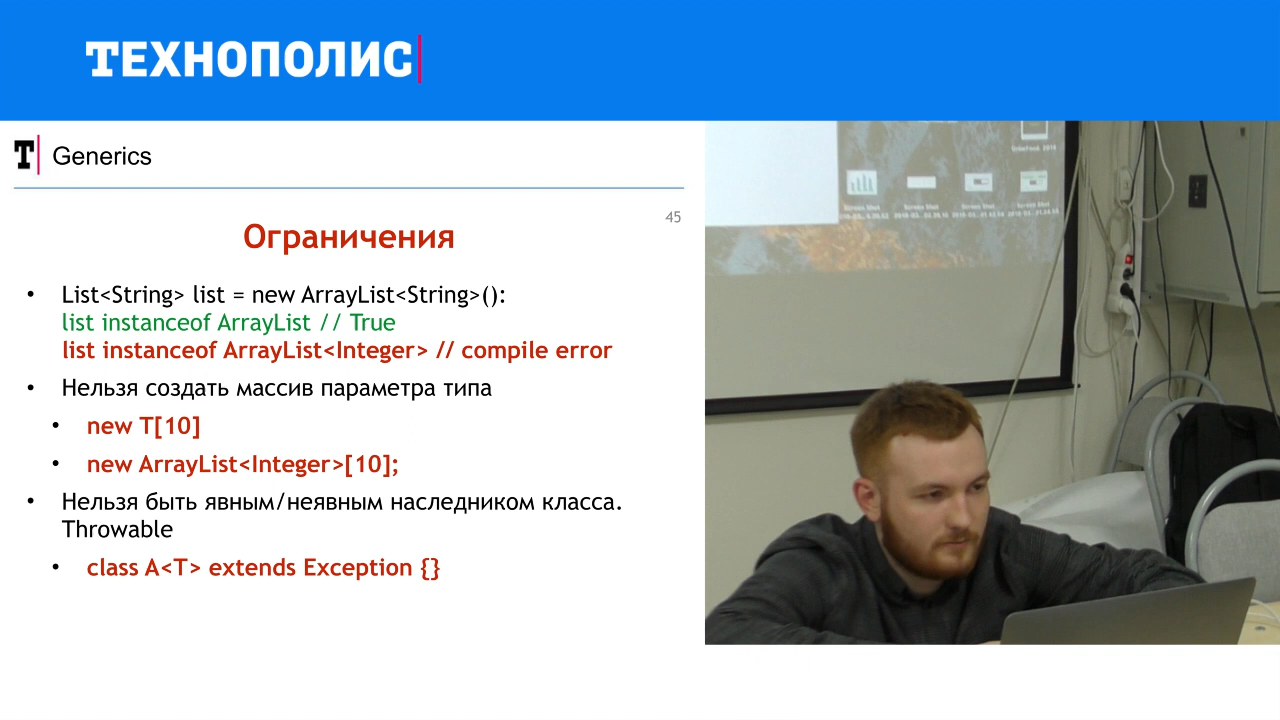 ТЕХНОПОЛИС
T Generics
45
Ограничения
• List<String> list = new ArrayList<String>():
list instanceof ArrayList // True
list instanceof ArrayList<Integer> // compile error
• Нельзя создать массив параметра типа
• new T[10]
• new ArrayList<Integer>[10];
• Нельзя быть явным/неявным наследником класса.
Throwable
• class A<T> extends Exception {}